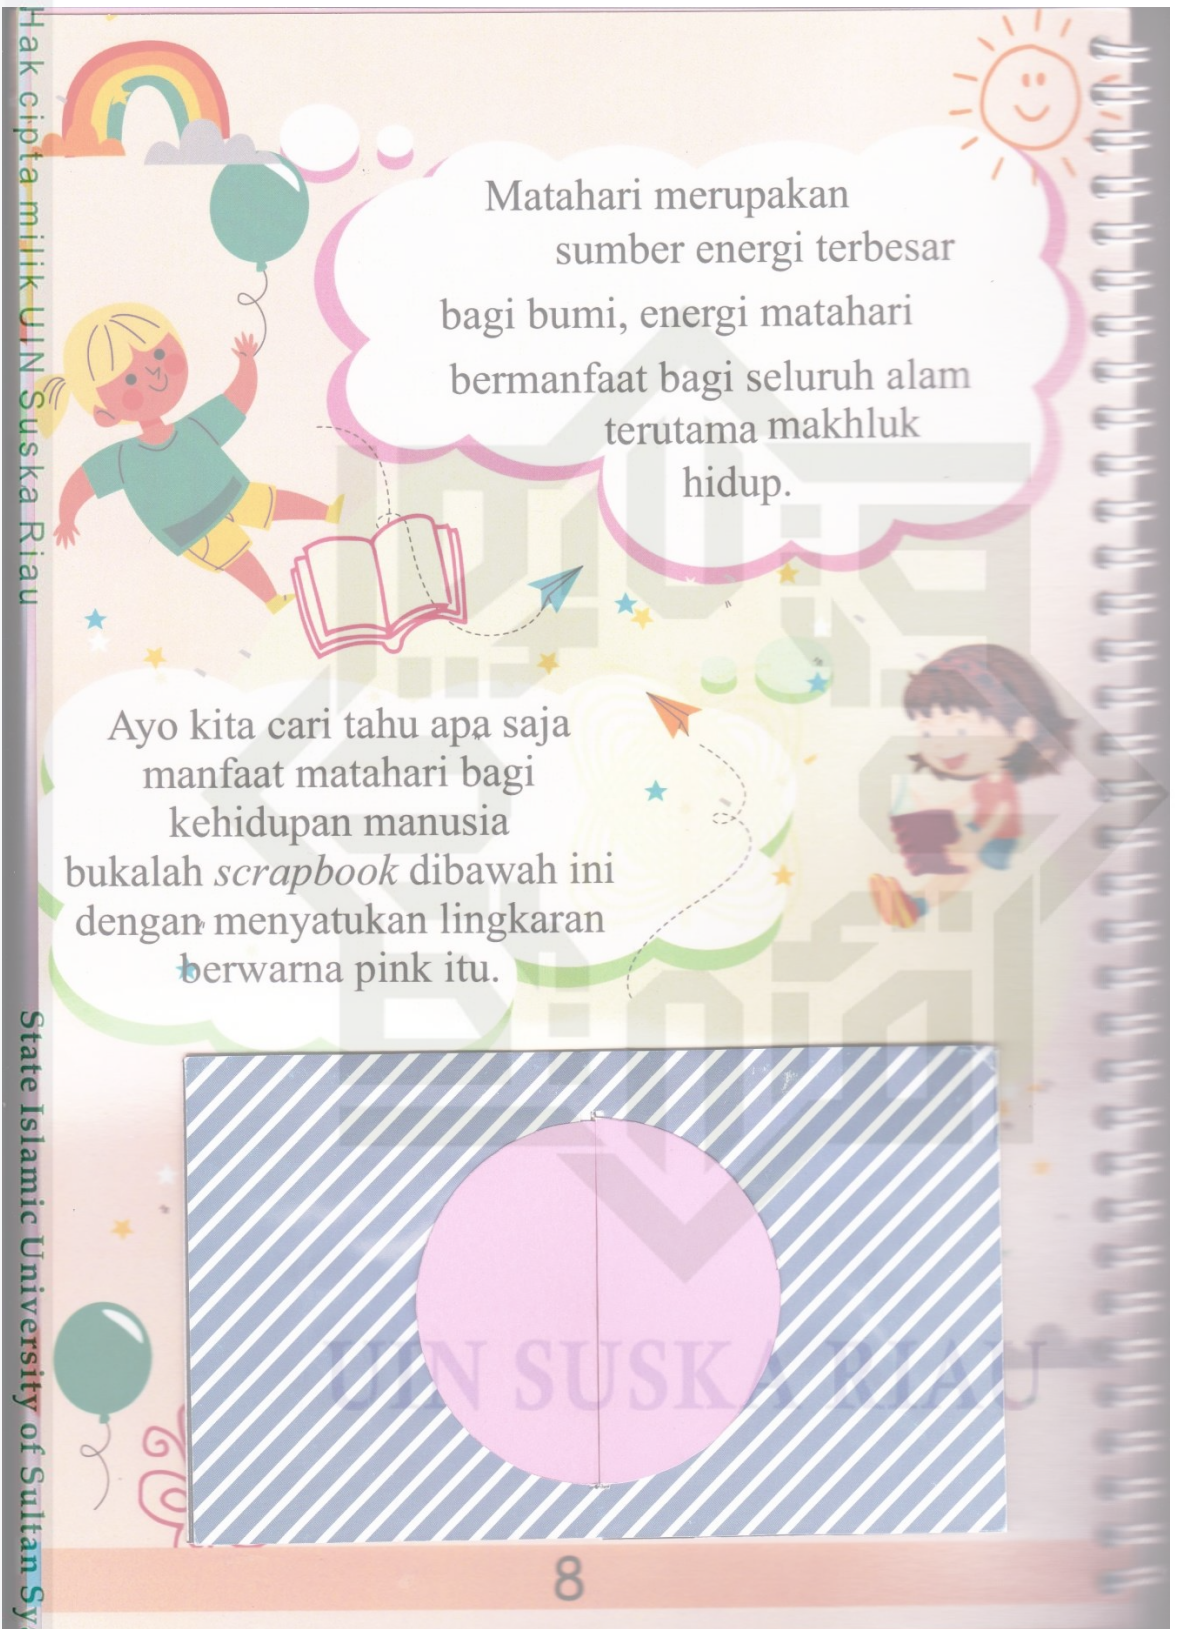 Hak cipta milik UIN Suska Riau
Matahari merupakan
sumber energi terbesar
bagi bumi, energi matahari
bermanfaat bagi seluruh alam
terutama makhluk
hidup.
Ayo kita cari tahu apa saja
manfaat matahari bagi
kehidupan manusia
bukalah scrapbook dibawah ini
dengan menyatukan lingkaran
berwarna pink itu.
State Islamic University of Sultan Sy
UIN SUSKA RIAU
8